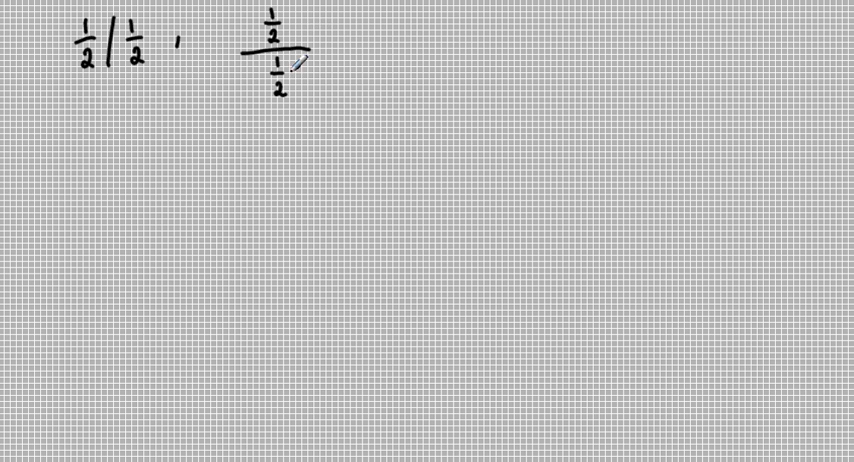 1/2 / 1/2 , (1/2)/(1/2)